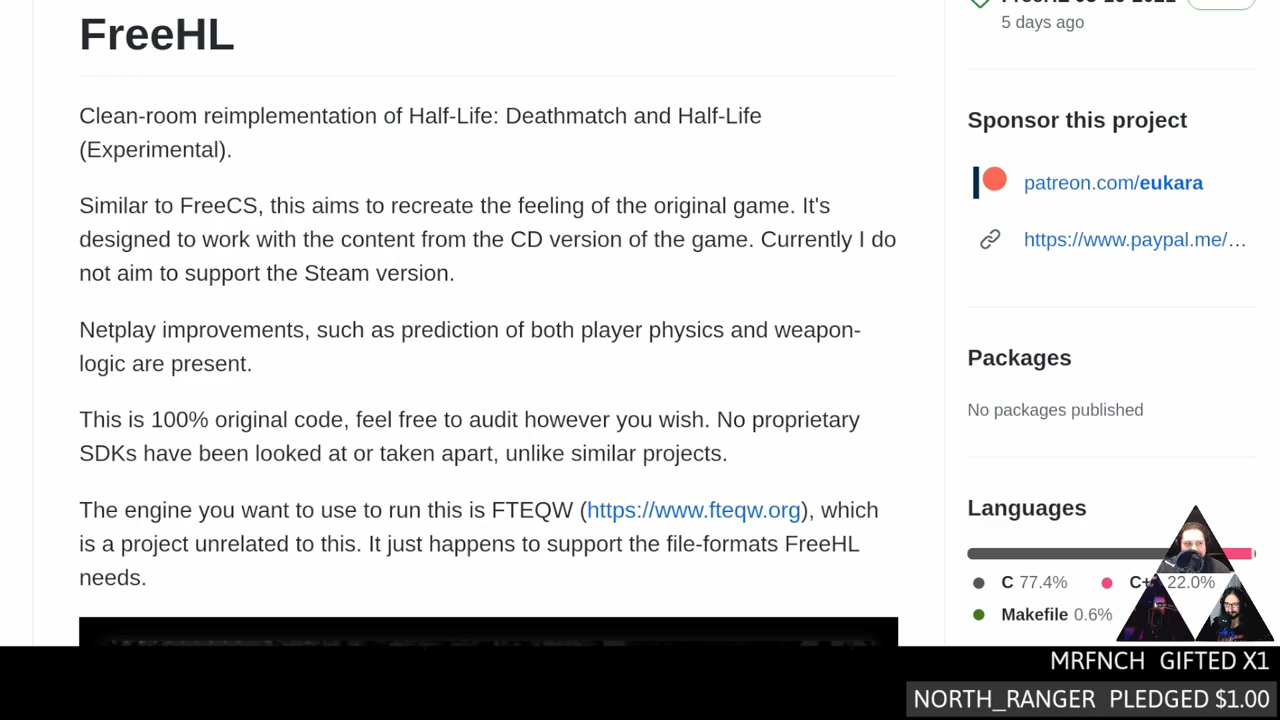 FreeHL
Clean-room reimplementation of Half-Life: Deathmatch and Half-Life
(Experimental).
Similar to FreeCS, this aims to recreate the feeling of the original game. It's
designed to work with the content from the CD version of the game. Currently I do
not aim to support the Steam version.
Netplay improvements, such as prediction of both player physics and weapon-
logic are present.
This is 100% original code, feel free to audit however you wish. No proprietary
SDKs have been looked at or taken apart, unlike similar projects.
The engine you want to use to run this is FTEQW (https://www.fteqw.org), which
is a project unrelated to this. It just happens to support the file-formats FreeHL
needs.
5 days ago
Sponsor this project
patreon.com/eukara
https://www.paypal.me/…
Packages
No packages published
Languages
C 77.4%
22.0%
Makefile 0.6%
MRFNCH GIFTED X1
NORTH_RANGER PLEDGED $1.00